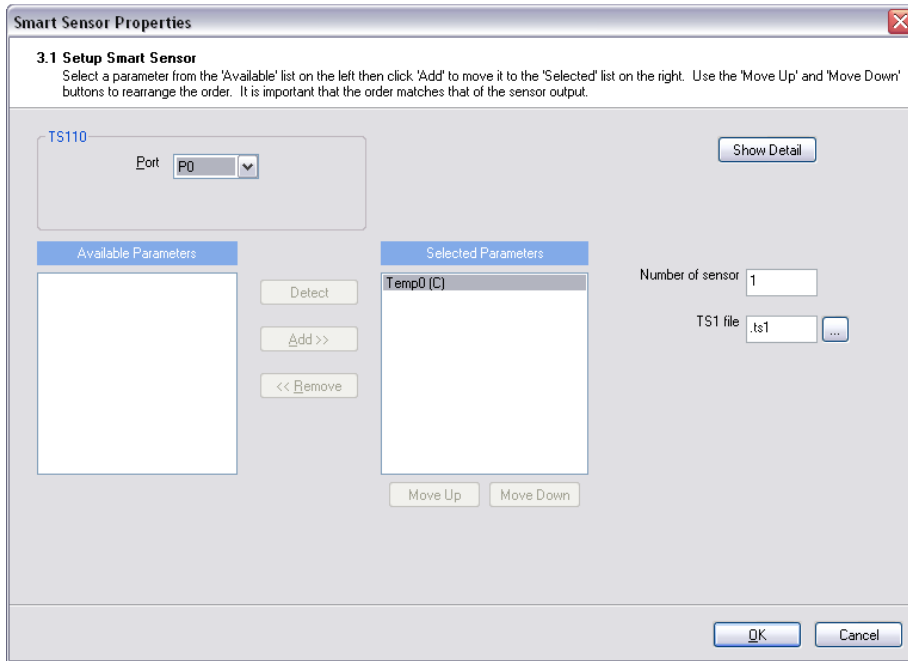 Smart Sensor Properties
3.1 Setup Smart Sensor
Select a parameter from the 'Available' list on the left then click 'Add' to move it to the 'Selected' list on the right. Use the 'Move Up' and 'Move Down'
buttons to rearrange the order. It is important that the order matches that of the sensor output.
TS110
Port P0
Show Detail
Available Parameters
Selected Parameters
Temp0 (C)
Detect
Add >>
<< Remove
Number of sensor 1
TS1 file .ts1 ...
Move Up Move Down
OK Cancel